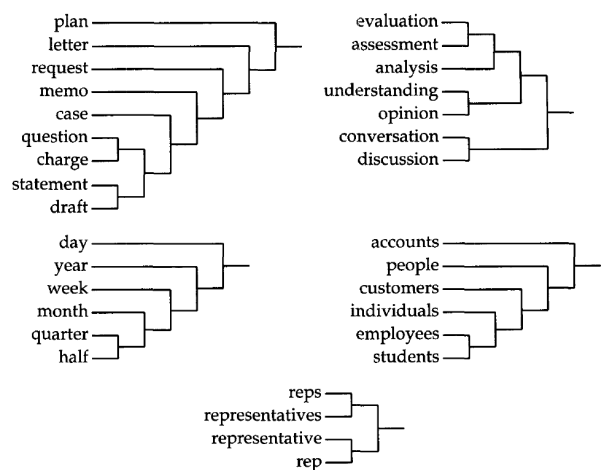 plan
letter
request
memo
case
question
charge
statement
draft
evaluation
assessment
analysis
understanding
opinion
conversation
discussion
day
year
week
month
quarter
half
accounts
people
customers
individuals
employees
students
reps
representatives
representative
rep